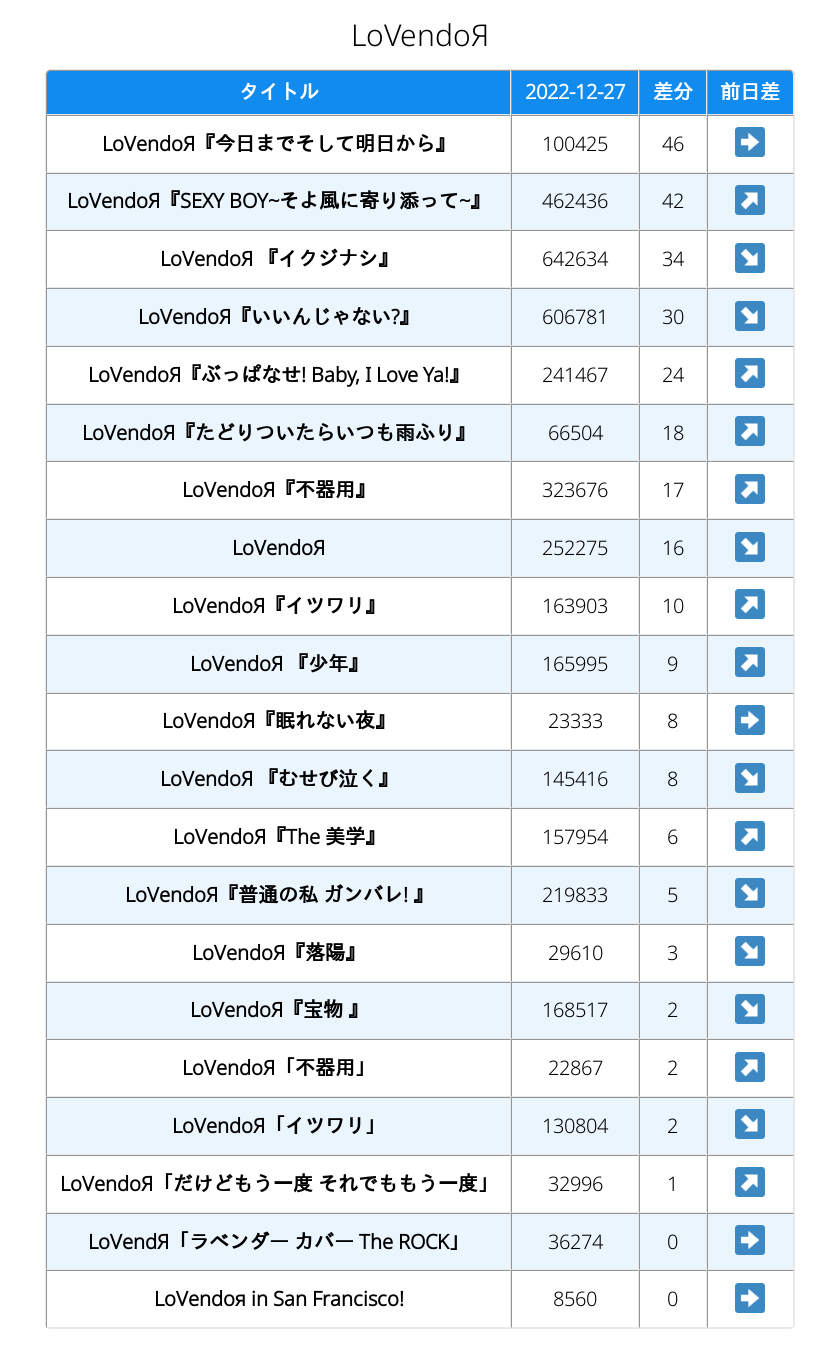 LoVendoЯ
タイトル 2022-12-27 差分 前日差
LoVendoЯ『今日までそして明日から』 100425 46
LoVendoЯ『SEXY BOY~そよ風に寄り添って~』 462436 42
LoVendoЯ 『イクジナシ』 642634 34
LoVendoЯ『いいんじゃない?』 606781 30
LoVendoЯ『ぶっぱなせ! Baby, I Love Ya!』 241467 24
LoVendoЯ『たどりついたらいつも雨ふり』 66504 18
LoVendoЯ『不器用』 323676 17
LoVendoЯ 252275 16
LoVendoЯ『イツワリ』 163903 10
LoVendoЯ 『少年』 165995 9
LoVendoЯ『眠れない夜』 23333 8
LoVendoЯ 『むせび泣く』 145416 8
LoVendoЯ『The 美学』 157954 6
LoVendoЯ『普通の私 ガンバレ! 』 219833 5
LoVendoЯ『落陽』 29610 3
LoVendoЯ『宝物 』 168517 2
LoVendoЯ「不器用」 22867 2
LoVendoЯ「イツワリ」 130804 2
LoVendoЯ「だけどもう一度 それでももう一度」 32996 1
LoVendЯ「ラベンダー カバー The ROCK」 36274 0
LoVendoя in San Francisco! 8560 0